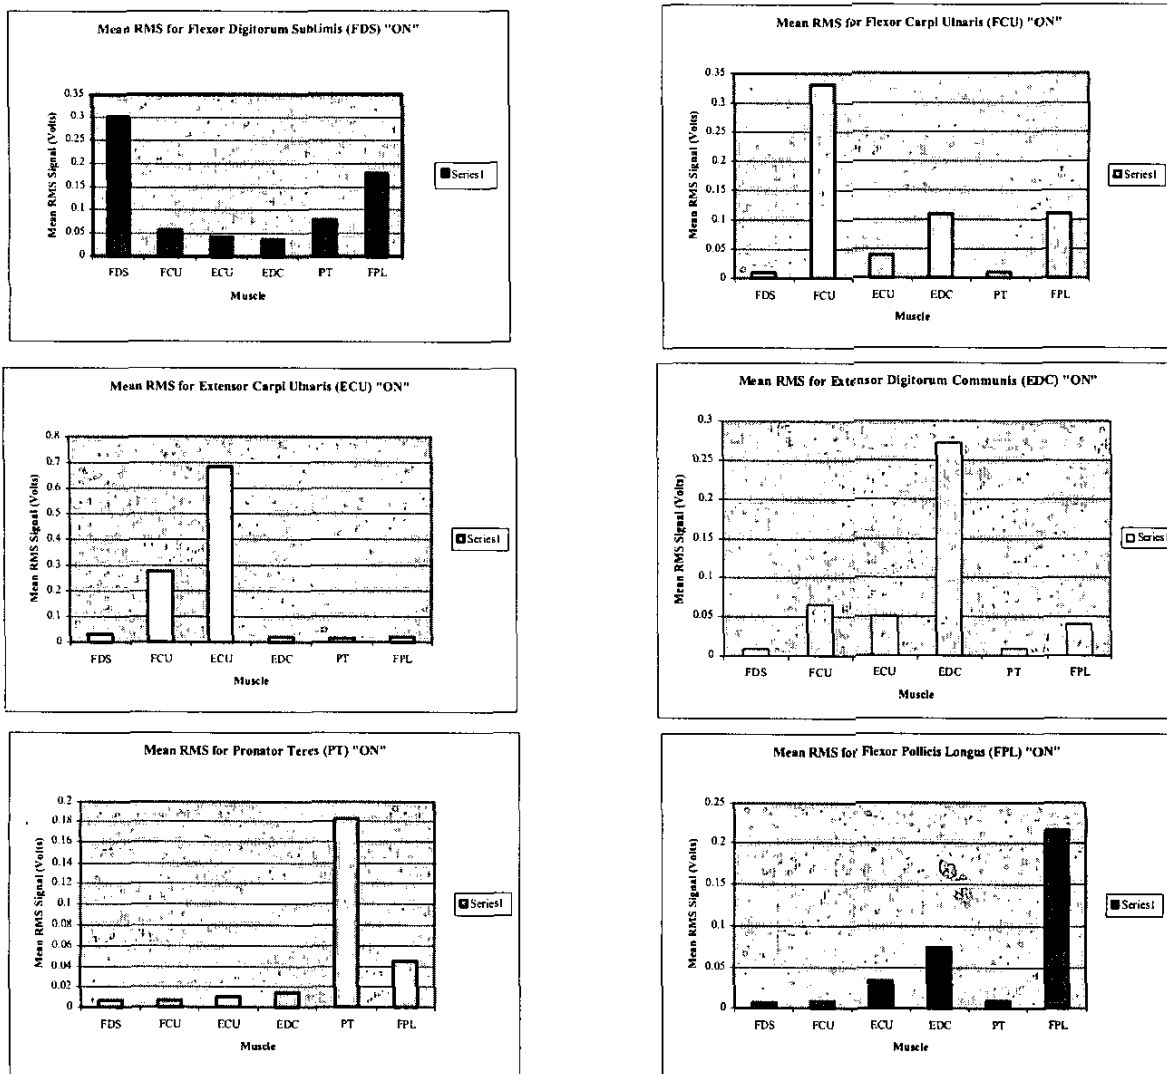 Mean RMS for Flexor Digitorum Sublimis (FDS) "ON"
Mean RMS Signal (Volts)
0.35
0.3
0.25
0.2
0.15
0.1
0.05
0
FDS FCU ECU EDC PT FPL
Muscle
Series1
Mean RMS for Flexor Carpi Ulnaris (FCU) "ON"
Mean RMS Signal (Volts)
0.35
0.3
0.25
0.2
0.15
0.1
0.05
0
FDS FCU ECU EDC PT FPL
Muscle
Series1
Mean RMS for Extensor Carpi Ulnaris (ECU) "ON"
Mean RMS Signal (Volts)
0.8
0.7
0.6
0.5
0.4
0.3
0.2
0.1
0
FDS FCU ECU EDC PT FPL
Muscle
Series1
Mean RMS for Extensor Digitorum Communis (EDC) "ON"
Mean RMS Signal (Volts)
0.3
0.25
0.2
0.15
0.1
0.05
0
FDS FCU ECU EDC PT FPL
Muscle
Series1
Mean RMS for Pronator Teres (PT) "ON"
Mean RMS Signal (Volts)
0.2
0.18
0.16
0.14
0.12
0.1
0.08
0.06
0.04
0.02
0
FDS FCU ECU EDC PT FPL
Muscle
Series1
Mean RMS for Flexor Pollicis Longus (FPL) "ON"
Mean RMS Signal (Volts)
0.25
0.2
0.15
0.1
0.05
0
FDS FCU ECU EDC PT FPL
Muscle
Series1